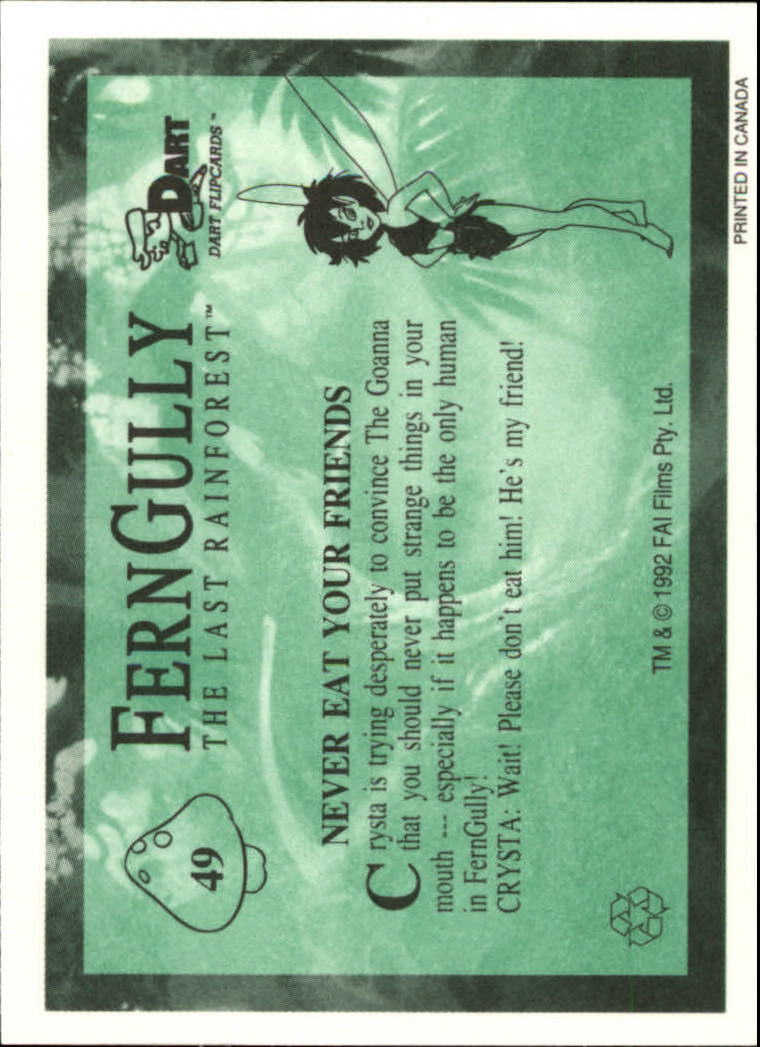 49
FERNGULLY
THE LAST RAINFOREST™
DART
DART FLIPCARDS™
NEVER EAT YOUR FRIENDS
Crysta is trying desperately to convince The Goanna
that you should never put strange things in your
mouth --- especially if it happens to be the only human
in FernGully!
CRYSTA: Wait! Please don't eat him! He's my friend!
TM & © 1992 FAI Films Pty. Ltd.
PRINTED IN CANADA